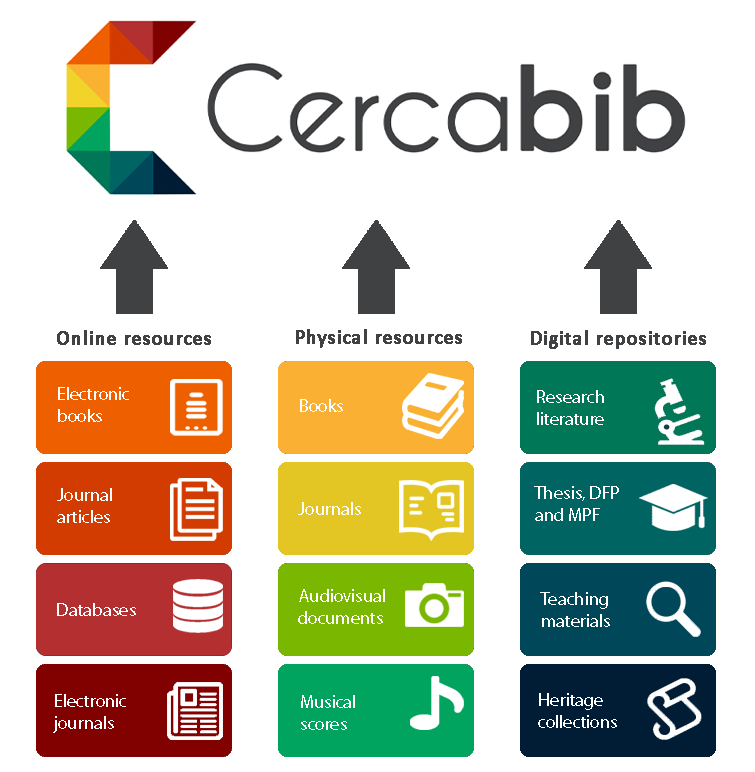 Cercabib
Online resources
Electronic
books
Journal
articles
Databases
Electronic
journals
Physical resources
Books
Journals
Audiovisual
documents
Musical
scores
Digital repositories
Research
literature
Thesis, DFP
and MPF
Teaching
materials
Heritage
collections